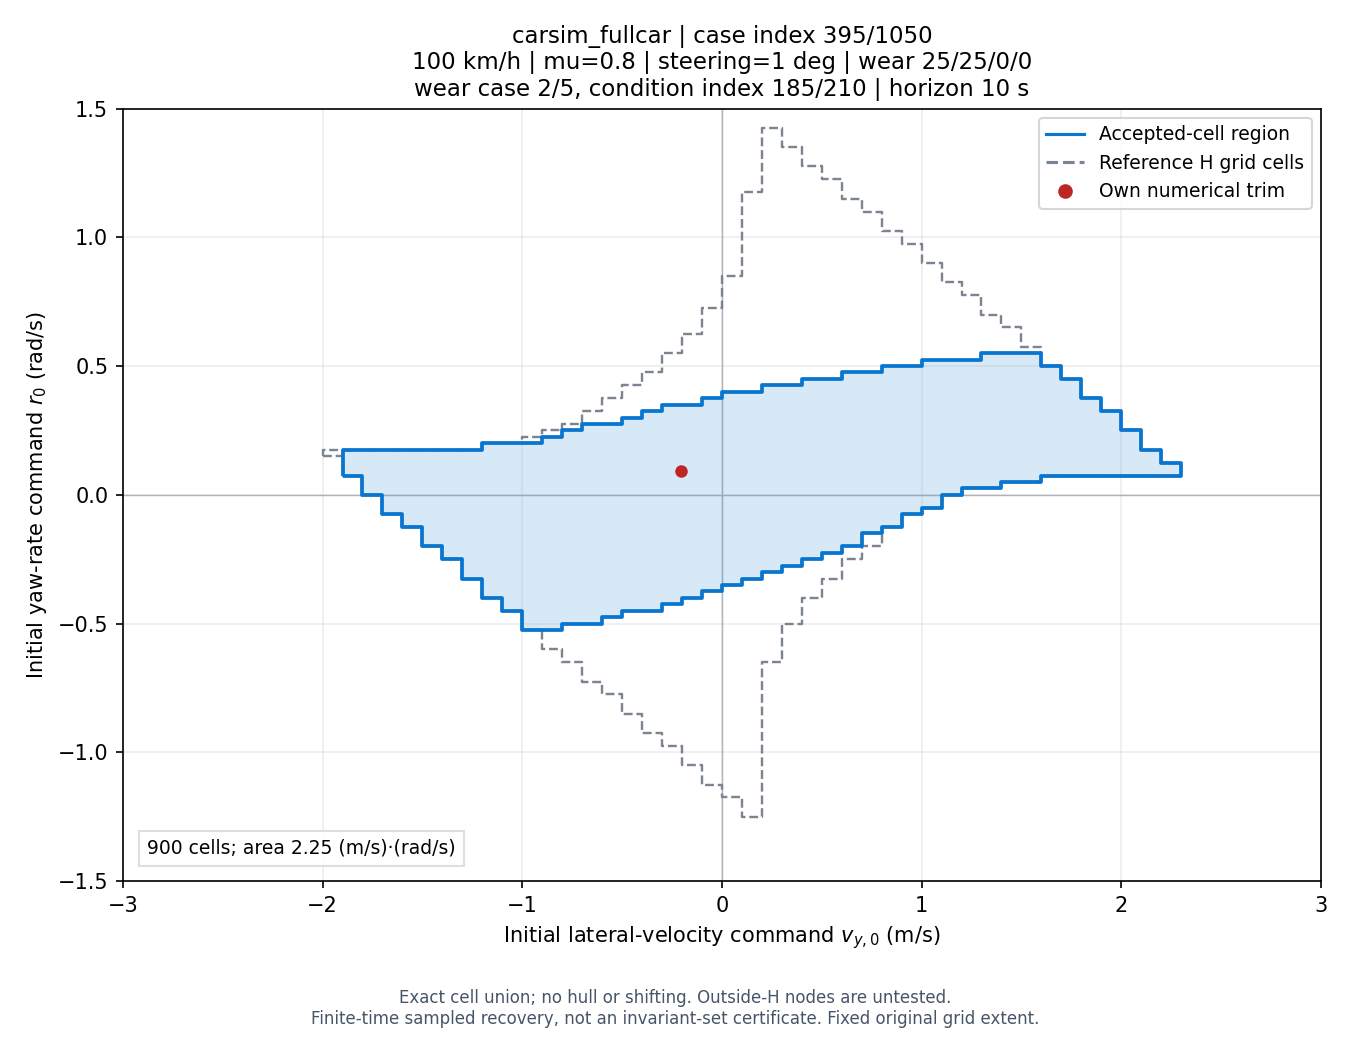 carsim_fullcar | case index 395/1050
100 km/h | mu=0.8 | steering=1 deg | wear 25/25/0/0
wear case 2/5, condition index 185/210 | horizon 10 s
Accepted-cell region
Reference H grid cells
Own numerical trim
1.5
1.0
0.5
0.0
−0.5
−1.0
−1.5
Initial yaw-rate command r₀ (rad/s)
900 cells; area 2.25 (m/s)·(rad/s)
−3 −2 −1 0 1 2 3
Initial lateral-velocity command v_{y,0} (m/s)
Exact cell union; no hull or shifting. Outside-H nodes are untested.
Finite-time sampled recovery, not an invariant-set certificate. Fixed original grid extent.